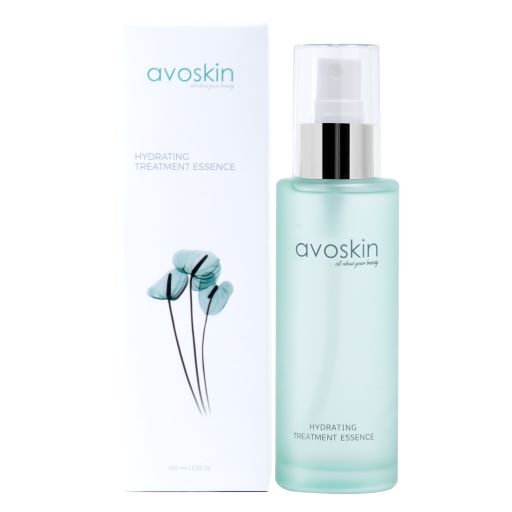 avoskin
all about your beauty
HYDRATING
TREATMENT ESSENCE
100 ml | 3.53 Oz
avoskin
all about your beauty
HYDRATING
TREATMENT ESSENCE